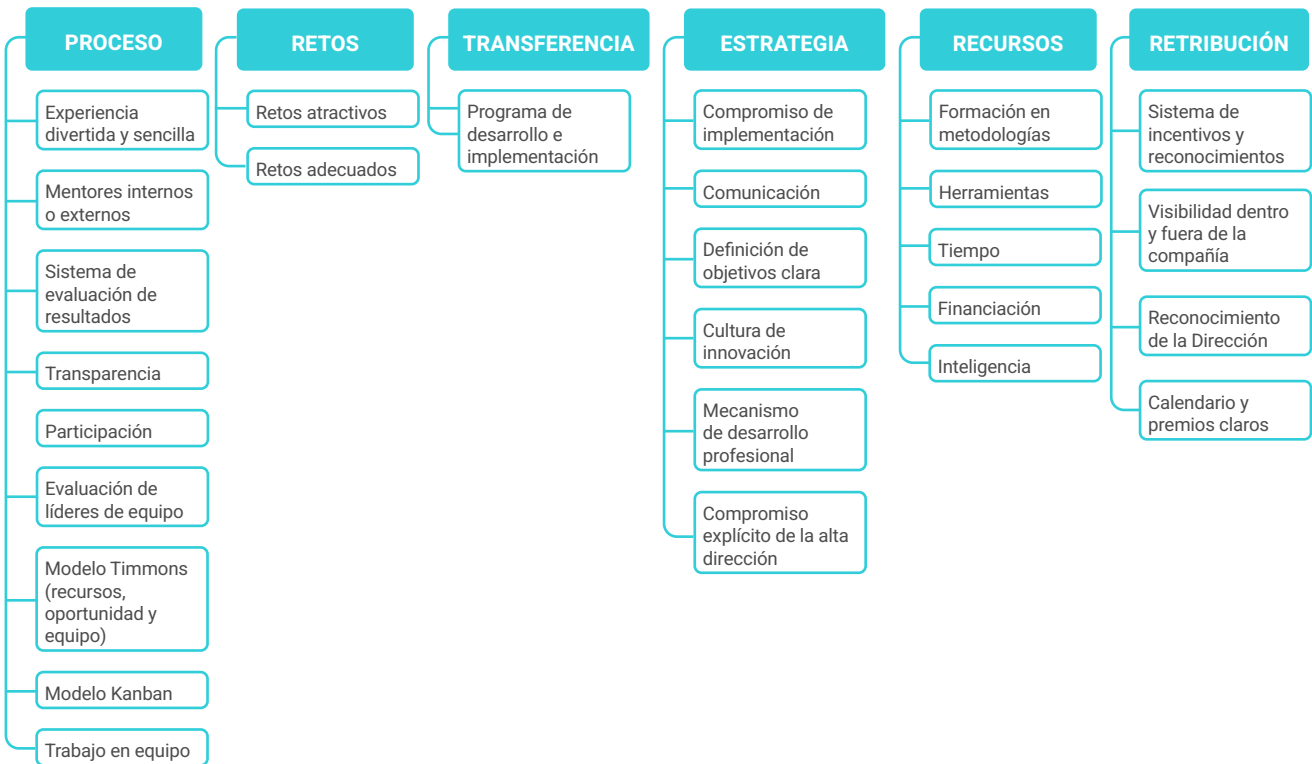 PROCESO
Experiencia
divertida y sencilla
Mentores internos
o externos
Sistema de
evaluación de
resultados
Transparencia
Participación
Evaluación de
líderes de equipo
Modelo Timmons
(recursos,
oportunidad y
equipo)
Modelo Kanban
Trabajo en equipo
RETOS
Retos atractivos
Retos adecuados
TRANSFERENCIA
Programa de
desarrollo e
implementación
ESTRATEGIA
Compromiso de
implementación
Comunicación
Definición de
objetivos clara
Cultura de
innovación
Mecanismo
de desarrollo
profesional
Compromiso
explícito de la alta
dirección
RECURSOS
Formación en
metodologías
Herramientas
Tiempo
Financiación
Inteligencia
RETRIBUCIÓN
Sistema de
incentivos y
reconocimientos
Visibilidad dentro
y fuera de la
compañía
Reconocimiento
de la Dirección
Calendario y
premios claros